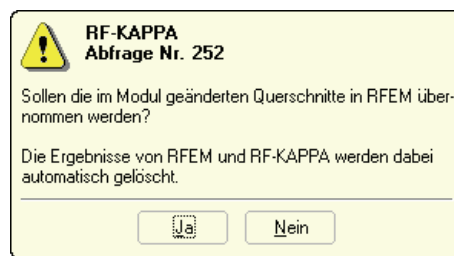 RF-KAPPA
Abfrage Nr. 252
Sollen die im Modul geänderten Querschnitte in RFEM über-
nommen werden?
Die Ergebnisse von RFEM und RF-KAPPA werden dabei
automatisch gelöscht.
Ja Nein